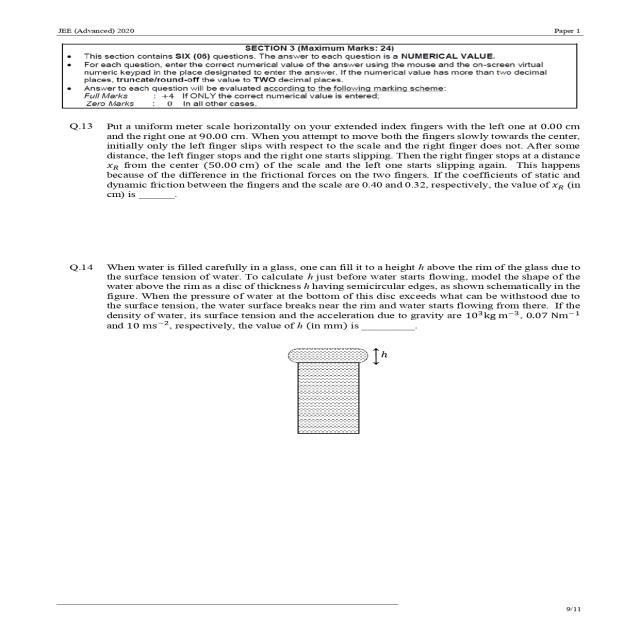 JEE (Advanced) 2020 Paper 1
SECTION 3 (Maximum Marks: 24)
• This section contains SIX (06) questions. The answer to each question is a NUMERICAL VALUE.
• For each question, enter the correct numerical value of the answer using the mouse and the on-screen virtual
numeric keypad in the place designated to enter the answer. If the numerical value has more than two decimal
places, truncate/round-off the value to TWO decimal places.
• Answer to each question will be evaluated according to the following marking scheme:
Full Marks : +4 If ONLY the correct numerical value is entered;
Zero Marks : 0 In all other cases.
Q.13 Put a uniform meter scale horizontally on your extended index fingers with the left one at 0.00 cm
and the right one at 90.00 cm. When you attempt to move both the fingers slowly towards the center,
initially only the left finger slips with respect to the scale and the right finger does not. After some
distance, the left finger stops and the right one starts slipping. Then the right finger stops at a distance
x_R from the center (50.00 cm) of the scale and the left one starts slipping again. This happens
because of the difference in the frictional forces on the two fingers. If the coefficients of static and
dynamic friction between the fingers and the scale are 0.40 and 0.32, respectively, the value of x_R (in
cm) is ______.
Q.14 When water is filled carefully in a glass, one can fill it to a height h above the rim of the glass due to
the surface tension of water. To calculate h just before water starts flowing, model the shape of the
water above the rim as a disc of thickness h having semicircular edges, as shown schematically in the
figure. When the pressure of water at the bottom of this disc exceeds what can be withstood due to
the surface tension, the water surface breaks near the rim and water starts flowing from there. If the
density of water, its surface tension and the acceleration due to gravity are 10³ kg m⁻³, 0.07 Nm⁻¹
and 10 ms⁻², respectively, the value of h (in mm) is _________.
h
9/11